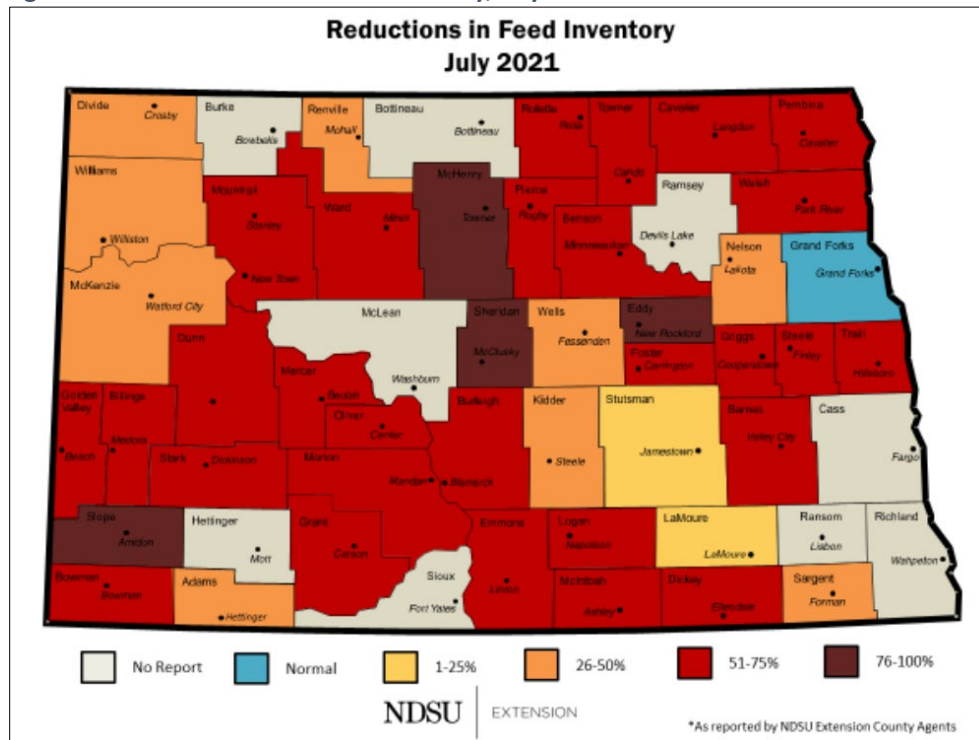 Reductions in Feed Inventory
July 2021
Divide
Crosby
Burke
Bowbells
Renville
Mohall
Bottineau
Bottineau
Rolette
Rolla
Towner
Cando
Cavalier
Langdon
Pembina
Cavalier
Williams
Williston
Mountrail
Stanley
New Town
Ward
Minot
McHenry
Towner
Pierce
Rugby
Benson
Minnewaukan
Ramsey
Devils Lake
Walsh
Park River
Nelson
Lakota
Grand Forks
Grand Forks
McKenzie
Watford City
Dunn
McLean
Washburn
Sheridan
McClusky
Wells
Fessenden
Eddy
New Rockford
Foster
Carrington
Griggs
Cooperstown
Steele
Finley
Traill
Hillsboro
Mercer
Beulah
Oliver
Center
Golden
Valley
Beach
Billings
Medora
Stark
Dickinson
Morton
Mandan
Burleigh
Bismarck
Kidder
Steele
Stutsman
Jamestown
Barnes
Valley City
Cass
Fargo
Slope
Amidon
Hettinger
Mott
Grant
Carson
Emmons
Linton
Logan
Napoleon
LaMoure
LaMoure
Ransom
Lisbon
Richland
Wahpeton
Bowman
Bowman
Adams
Hettinger
Sioux
Fort Yates
McIntosh
Ashley
Dickey
Ellendale
Sargent
Forman
No Report
Normal
1-25%
26-50%
51-75%
76-100%
NDSU EXTENSION
*As reported by NDSU Extension County Agents